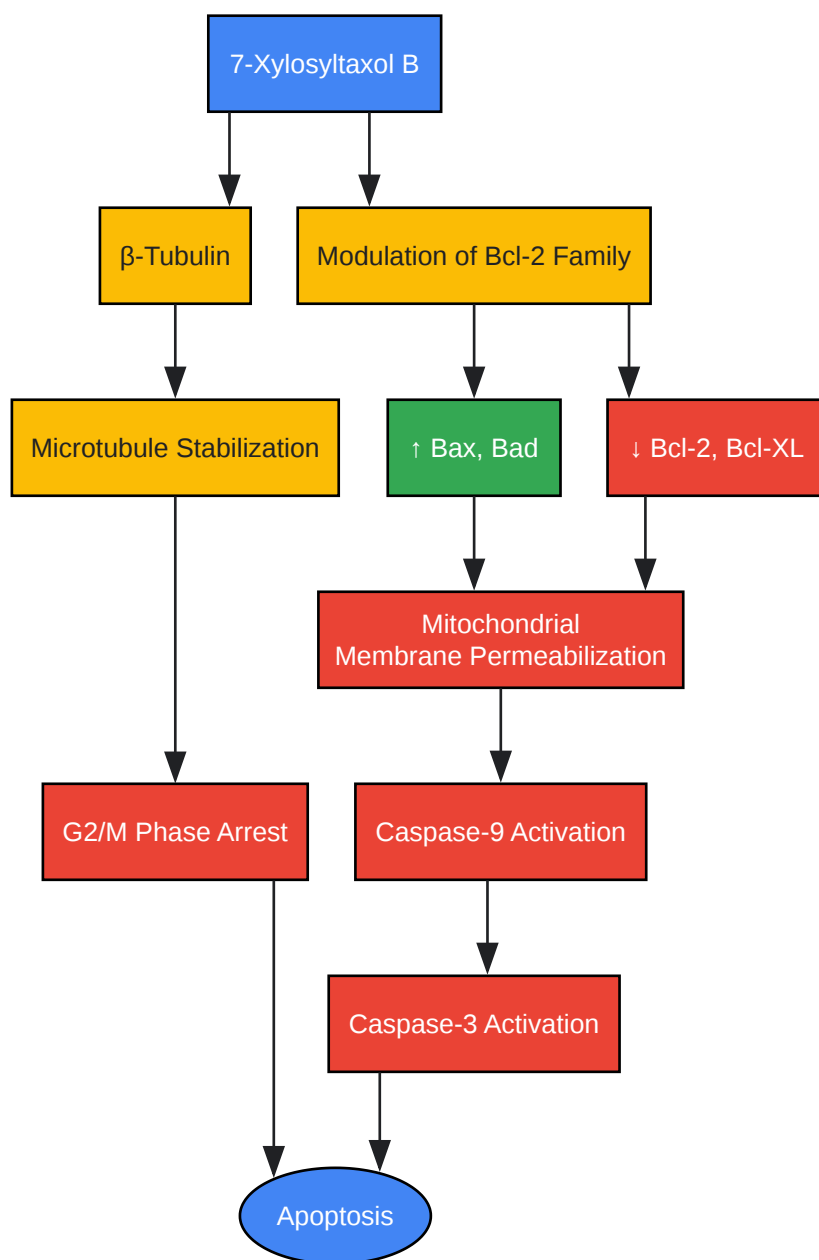 7-Xylosyltaxol B
β-Tubulin
Modulation of Bcl-2 Family
Microtubule Stabilization
↑ Bax, Bad
↓ Bcl-2, Bcl-XL
Mitochondrial
Membrane Permeabilization
G2/M Phase Arrest
Caspase-9 Activation
Caspase-3 Activation
Apoptosis